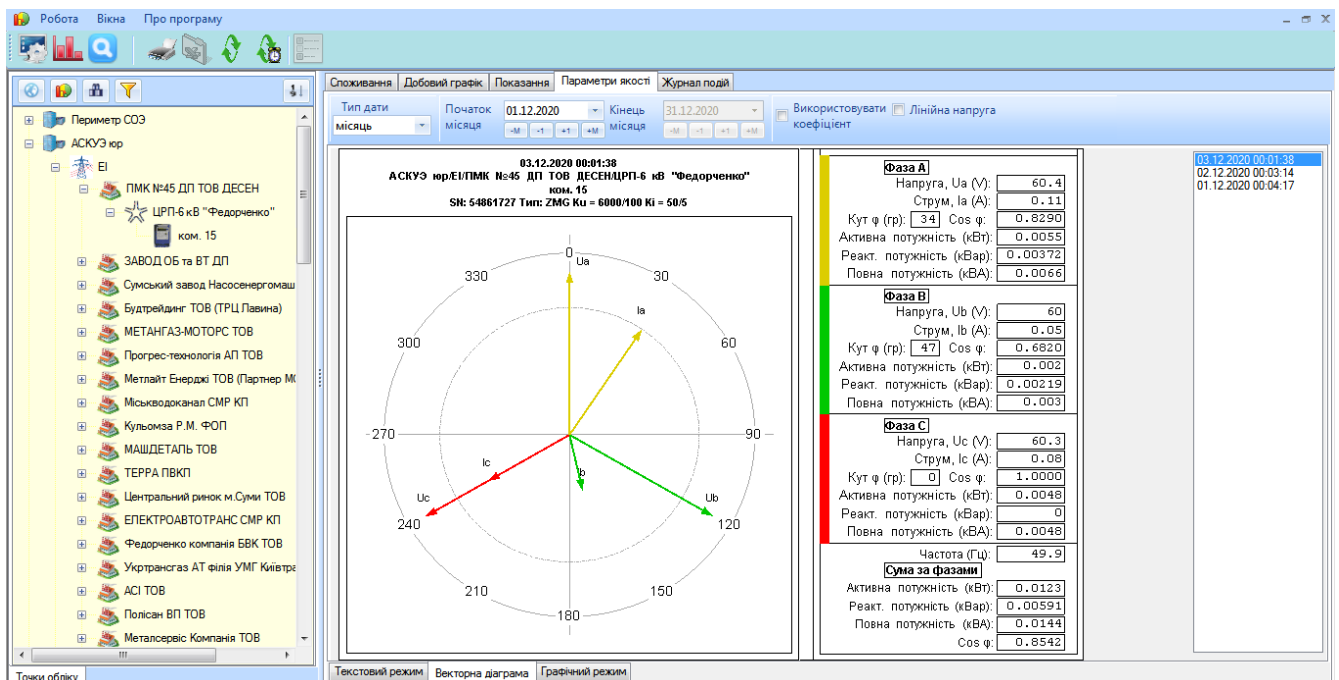 Робота Вікна Про програму
Споживання Добовий графік Показання Параметри якості Журнал подій
Тип дати
місяць
Початок місяця 01.12.2020
-М -1 +1 +М
Кінець місяця 31.12.2020
-М -1 +1 +М
Використовувати коефіцієнт
Лінійна напруга
Периметр СОЭ
АСКУЭ юр
ЕІ
ПМК №45 ДП ТОВ ДЕСЕН
ЦРП-6 кВ "Федорченко"
ком. 15
ЗАВОД ОБ та ВТ ДП
Сумський завод Насосенергомаш
Будтрейдинг ТОВ (ТРЦ Лавина)
МЕТАНГАЗ-МОТОРС ТОВ
Прогрес-технологія АП ТОВ
Метлайт Енерджі ТОВ (Партнер МС
Міськводоканал СМР КП
Кульомза Р.М. ФОП
МАШДЕТАЛЬ ТОВ
ТЕРРА ПВКП
Центральний ринок м.Суми ТОВ
ЕЛЕКТРОАВТОТРАНС СМР КП
Федорченко компанія БВК ТОВ
Укртрансгаз АТ філія УМГ Київтра
АСІ ТОВ
Полісан ВП ТОВ
Металсервіс Компанія ТОВ
Точки обліку
03.12.2020 00:01:38
АСКУЭ юр/ЕІ/ПМК №45 ДП ТОВ ДЕСЕН/ЦРП-6 кВ "Федорченко"
ком. 15
SN: 54861727 Тип: ZMG Ku = 6000/100 Ki = 50/5
0
Ua
330
30
Ia
300
60
270
90
Ic
Ib
Uc
Ub
240
120
210
150
180
Фаза А
Напруга, Ua (V): 60.4
Струм, Ia (A): 0.11
Кут φ (гр): 34 Cos φ: 0.8290
Активна потужність (кВт): 0.0055
Реакт. потужність (кВар): 0.00372
Повна потужність (кВА): 0.0066
Фаза В
Напруга, Ub (V): 60
Струм, Ib (A): 0.05
Кут φ (гр): 47 Cos φ: 0.6820
Активна потужність (кВт): 0.002
Реакт. потужність (кВар): 0.00219
Повна потужність (кВА): 0.003
Фаза С
Напруга, Uc (V): 60.3
Струм, Ic (A): 0.08
Кут φ (гр): 0 Cos φ: 1.0000
Активна потужність (кВт): 0.0048
Реакт. потужність (кВар): 0
Повна потужність (кВА): 0.0048
Частота (Гц): 49.9
Сума за фазами
Активна потужність (кВт): 0.0123
Реакт. потужність (кВар): 0.00591
Повна потужність (кВА): 0.0144
Cos φ: 0.8542
03.12.2020 00:01:38
02.12.2020 00:03:14
01.12.2020 00:04:17
Текстовий режим Векторна діаграма Графічний режим